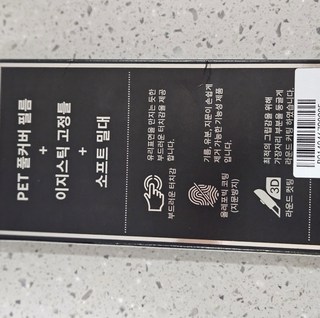 PET 풀커버 필름
+
이지스틱 고정틀
+
소프트 밀대
유리표면을 만지는 듯한
부드러운 터치감을 제공
합니다.
부드러운 터치감
기름, 유분, 지문이 손쉽게
제거 가능한 기능성 제품
입니다.
올레포빅 코팅
(지문방지)
최적의 그립감을 위해
가장자리 부분을 둥글게
라운드 커팅 하였습니다.
3D
라운드 컷팅